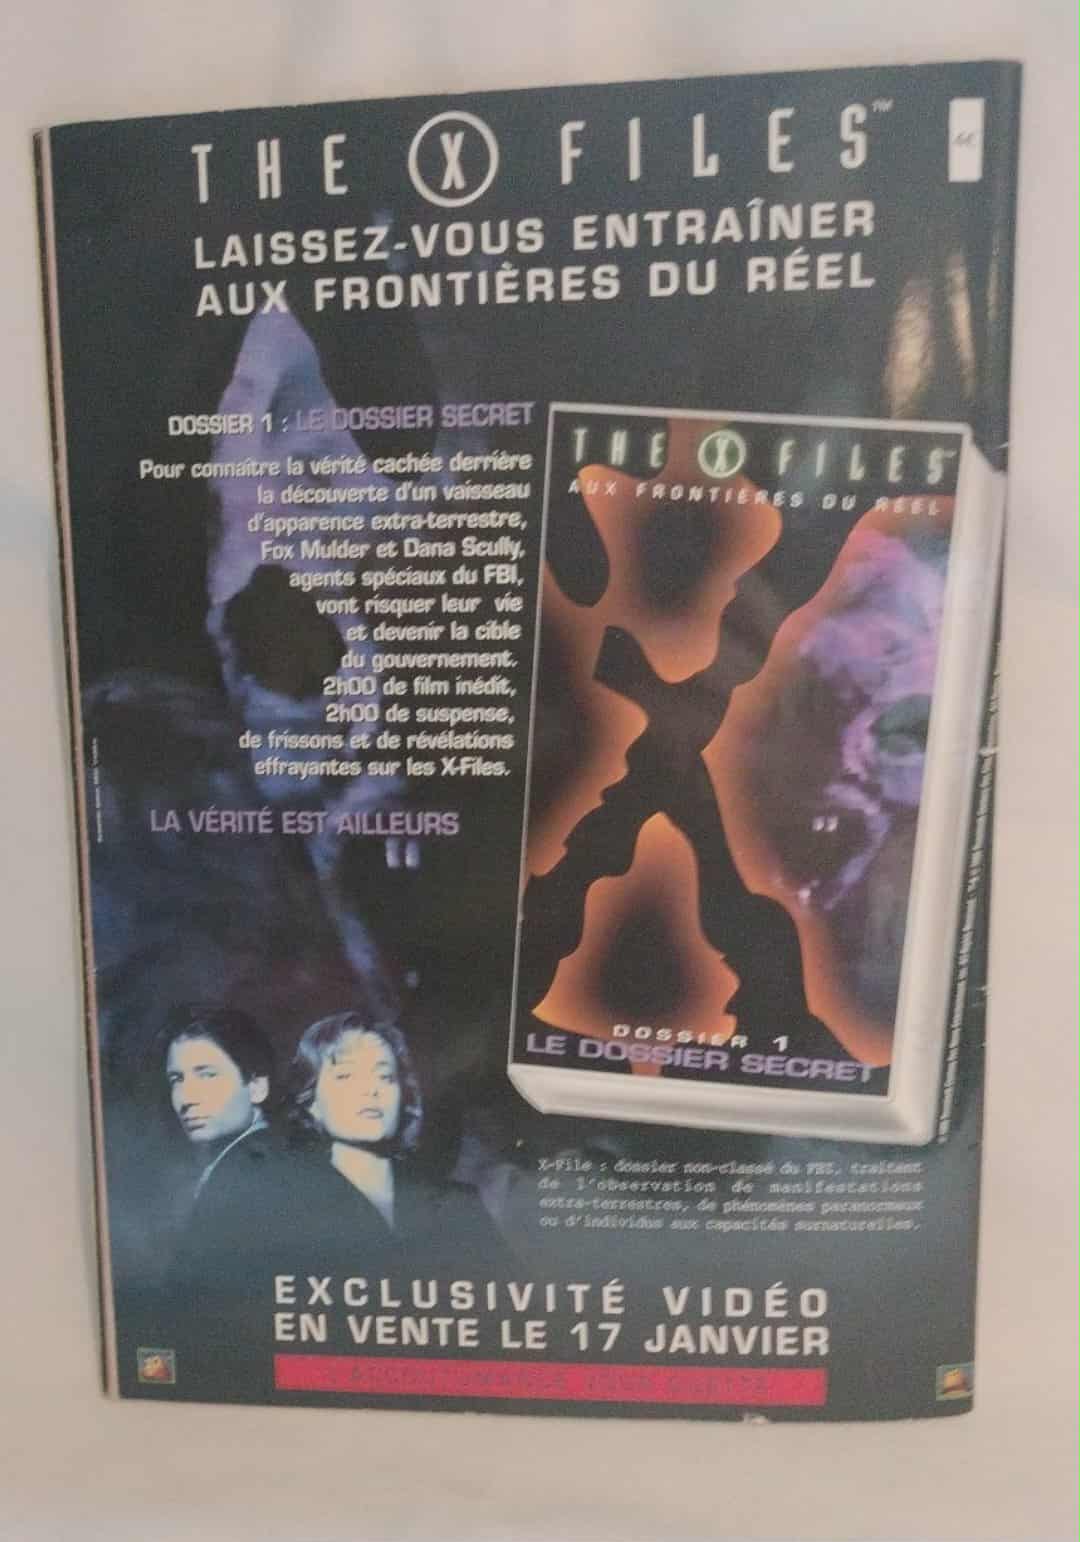 THE X FILES™
LAISSEZ-VOUS ENTRAÎNER
AUX FRONTIÈRES DU RÉEL
DOSSIER 1 : LE DOSSIER SECRET
Pour connaître la vérité cachée derrière
la découverte d'un vaisseau
d'apparence extra-terrestre,
Fox Mulder et Dana Scully,
agents spéciaux du FBI,
vont risquer leur vie
et devenir la cible
du gouvernement.
2h00 de film inédit,
2h00 de suspense,
de frissons et de révélations
effrayantes sur les X-Files.
LA VÉRITÉ EST AILLEURS
THE X FILES™
AUX FRONTIÈRES DU RÉEL
DOSSIER 1
LE DOSSIER SECRET
X-File : dossier non-classé du FBI, traitant
de l'observation de manifestations
extra-terrestres, de phénomènes paranormaux
ou d'individus aux capacités surnaturelles.
EXCLUSIVITÉ VIDÉO
EN VENTE LE 17 JANVIER